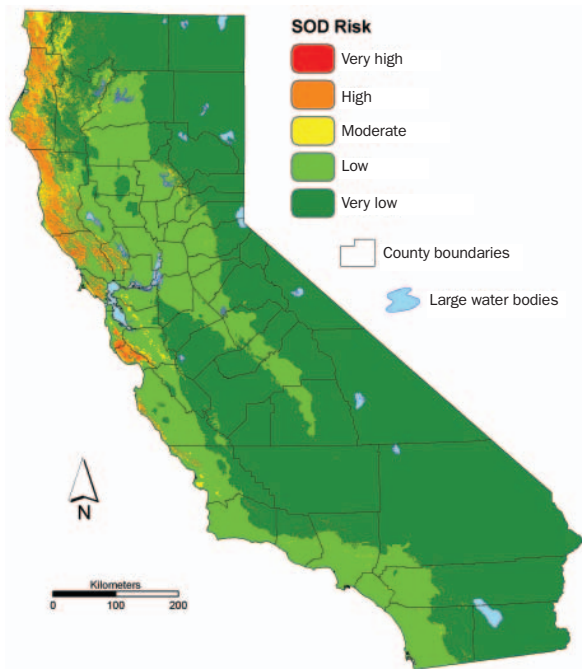 SOD Risk
Very high
High
Moderate
Low
Very low
County boundaries
Large water bodies
N
Kilometers
0 100 200